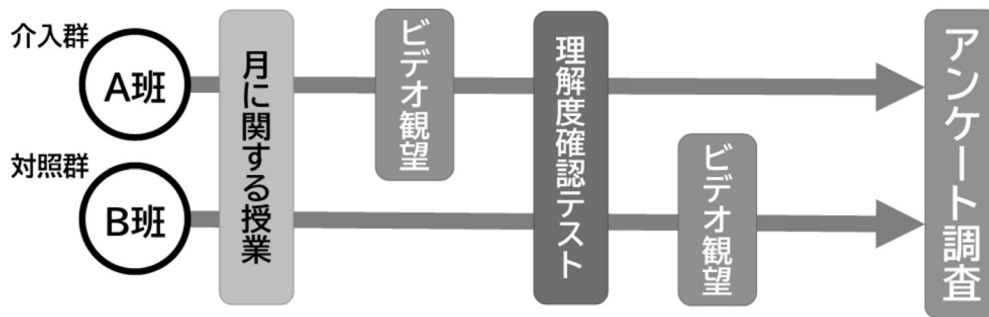 介入群
A班
対照群
B班
月に関する授業
ビデオ観望
理解度確認テスト
ビデオ観望
アンケート調査